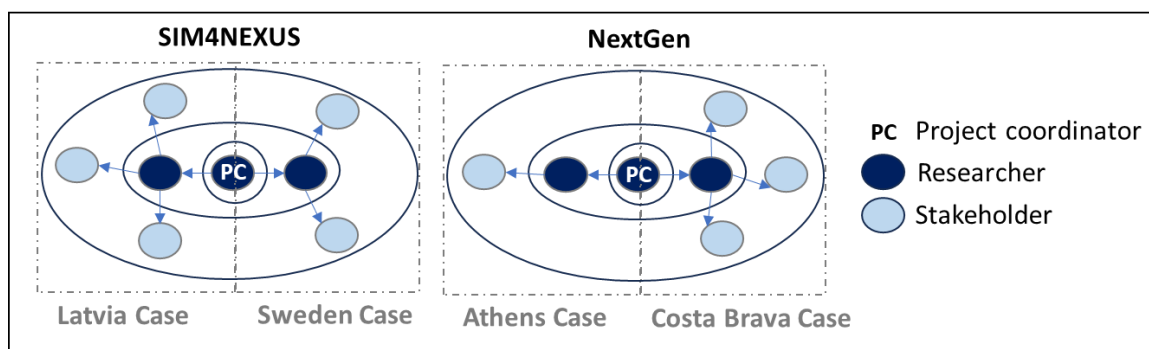 SIM4NEXUS
NextGen
PC
PC
PC Project coordinator
Researcher
Stakeholder
Latvia Case
Sweden Case
Athens Case
Costa Brava Case